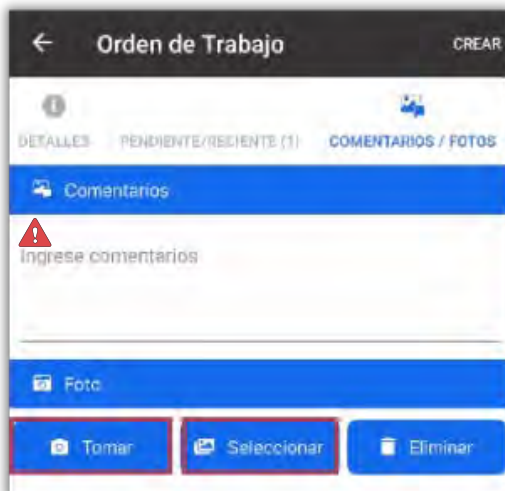 Orden de Trabajo CREAR
DETALLES PENDIENTE/RECIENTE (1) COMENTARIOS / FOTOS
Comentarios
Ingrese comentarios
Foto
Tomar Seleccionar Eliminar